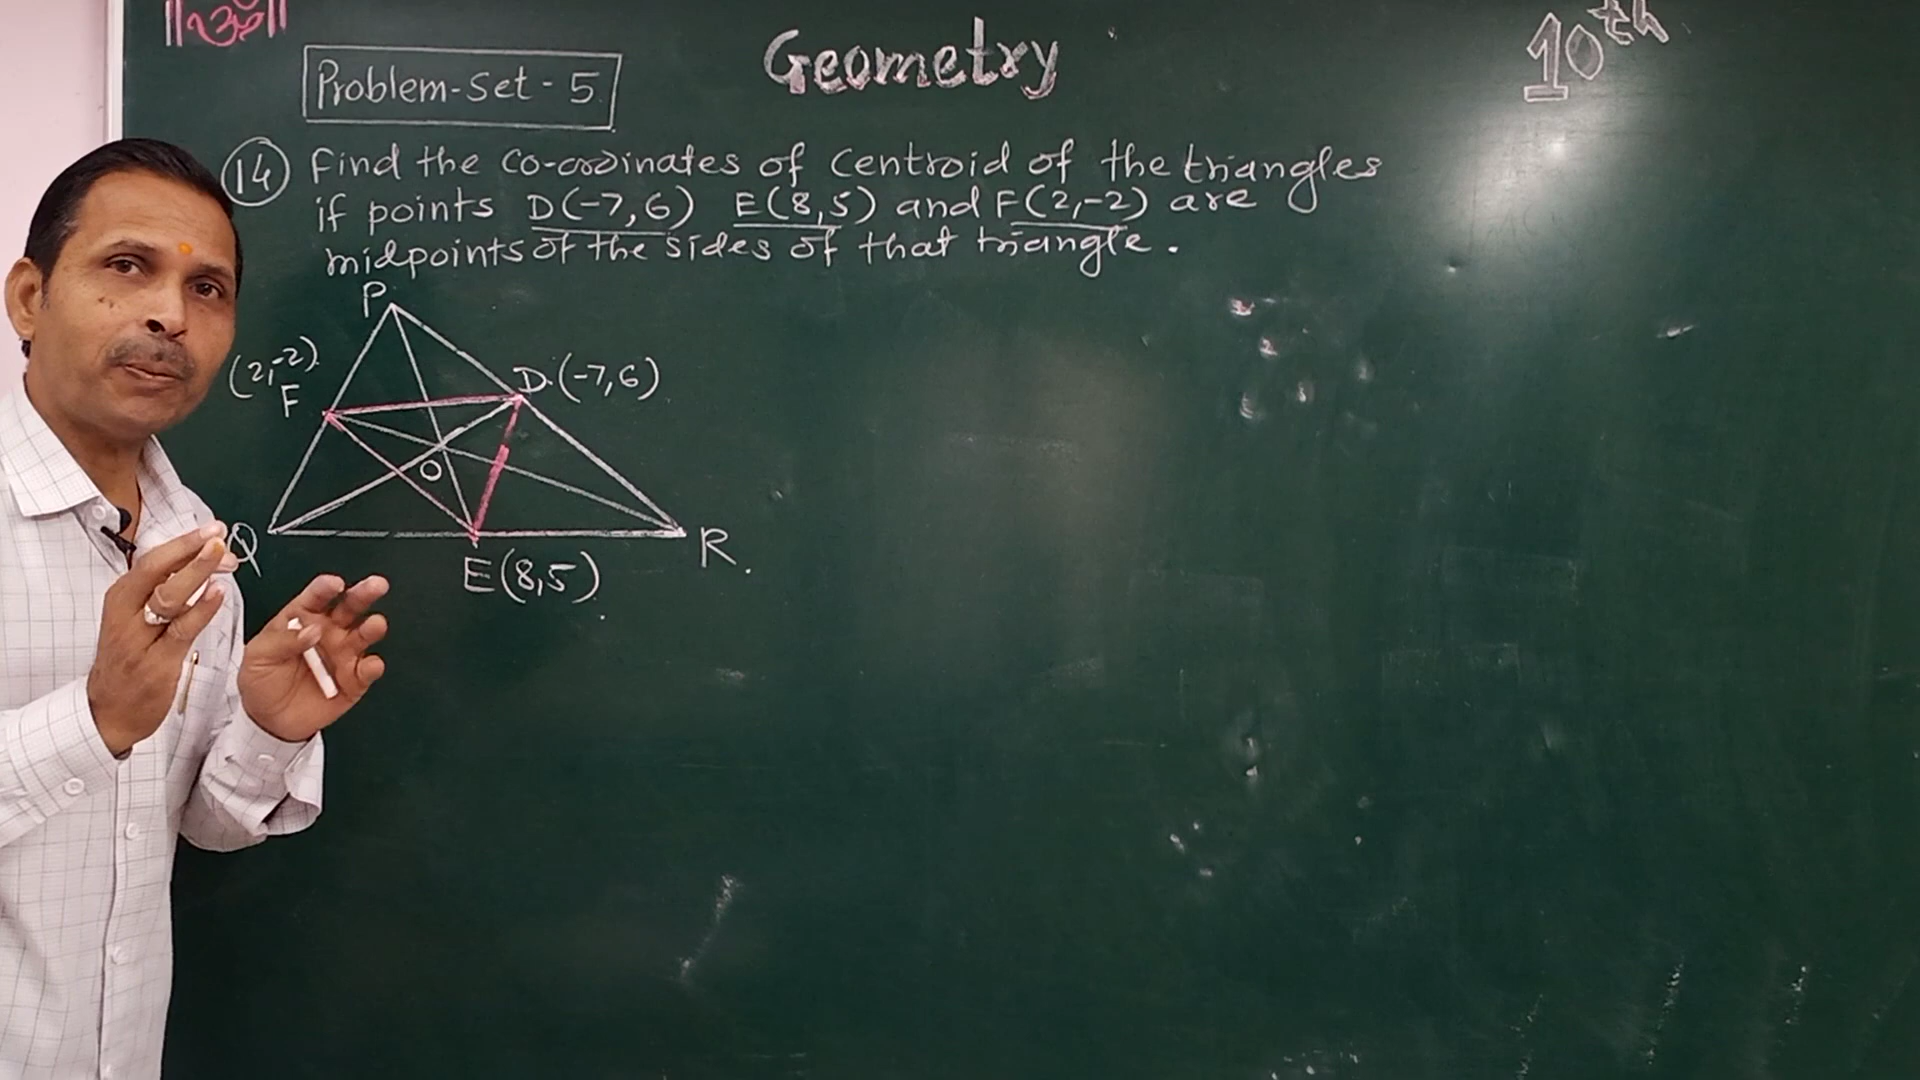 ॥ॐ॥
Geometry
10th
Problem-Set-5
14 Find the co-ordinates of centroid of the triangles
if points D(-7,6) E(8,5) and F(2,-2) are
midpoints of the sides of that triangle.
P
(2,-2)
D(-7,6)
F
O
Q
R
E(8,5)